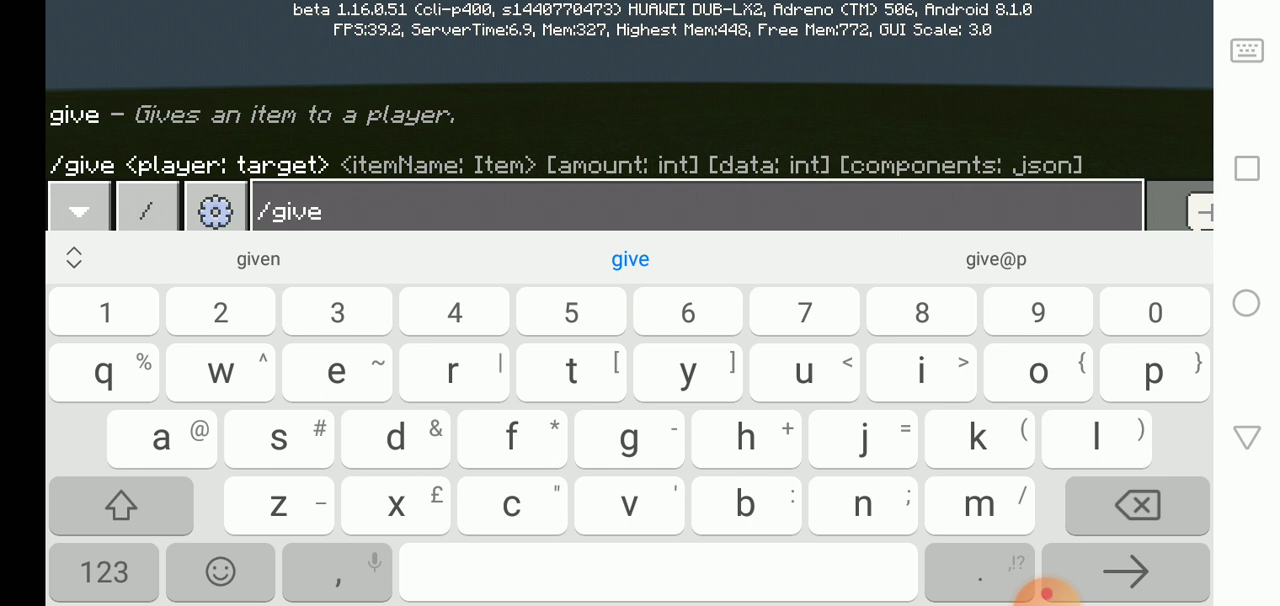 beta 1.16.0.51 (cli-p400, s1440770473) HUAWEI DUB-LX2, Adreno (TM) 506, Android 8.1.0
FPS:39.2, ServerTime:6.9, Mem:327, Highest Mem:448, Free Mem:772, GUI Scale: 3.0
give - Gives an item to a player.
/give <player: target> <itemName: Item> [amount: int] [data: int] [components: json]
/ /give
given give give@p
1 2 3 4 5 6 7 8 9 0
q % w ^ e ~ r | t [ y ] u < i > o { p }
a @ s # d & f * g - h + j = k ( l )
z _ x £ c " v ' b : n ; m /
123 , . ,!?